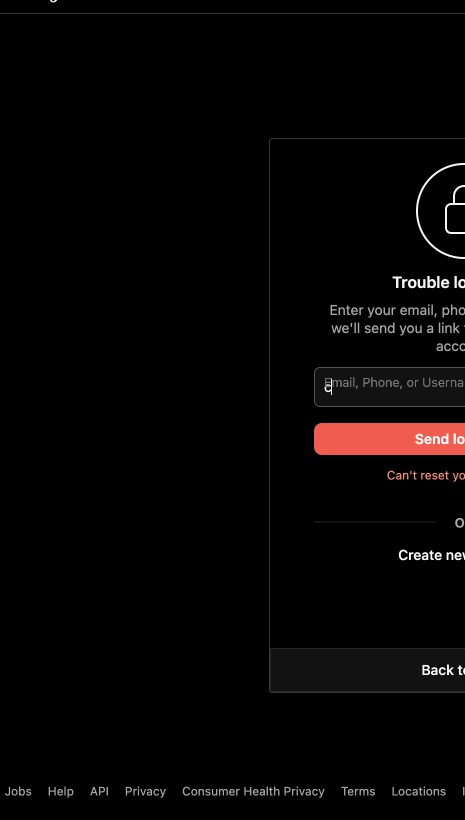 Trouble lo
Enter your email, pho
we'll send you a link
acco
Email, Phone, or Userna
c
Send lo
Can't reset yo
O
Create new
Back to
Jobs Help API Privacy Consumer Health Privacy Terms Locations